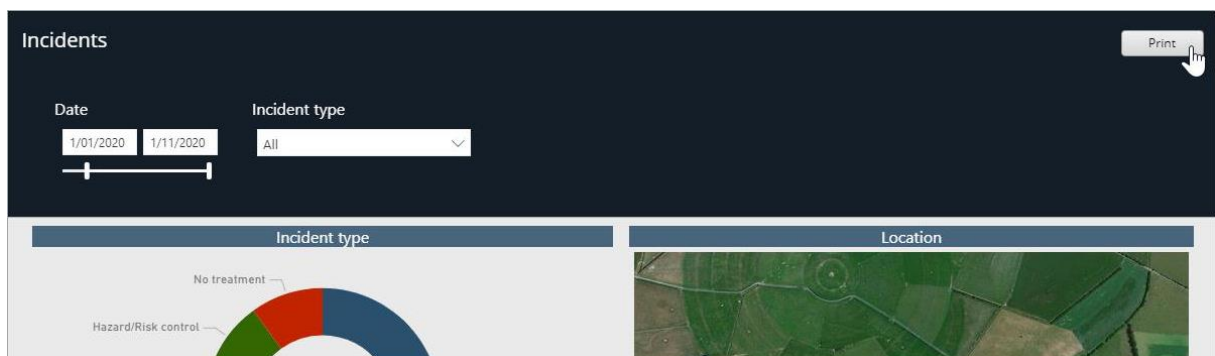 Incidents
Print
Date
Incident type
1/01/2020
1/11/2020
All
Incident type
Location
No treatment
Hazard/Risk control